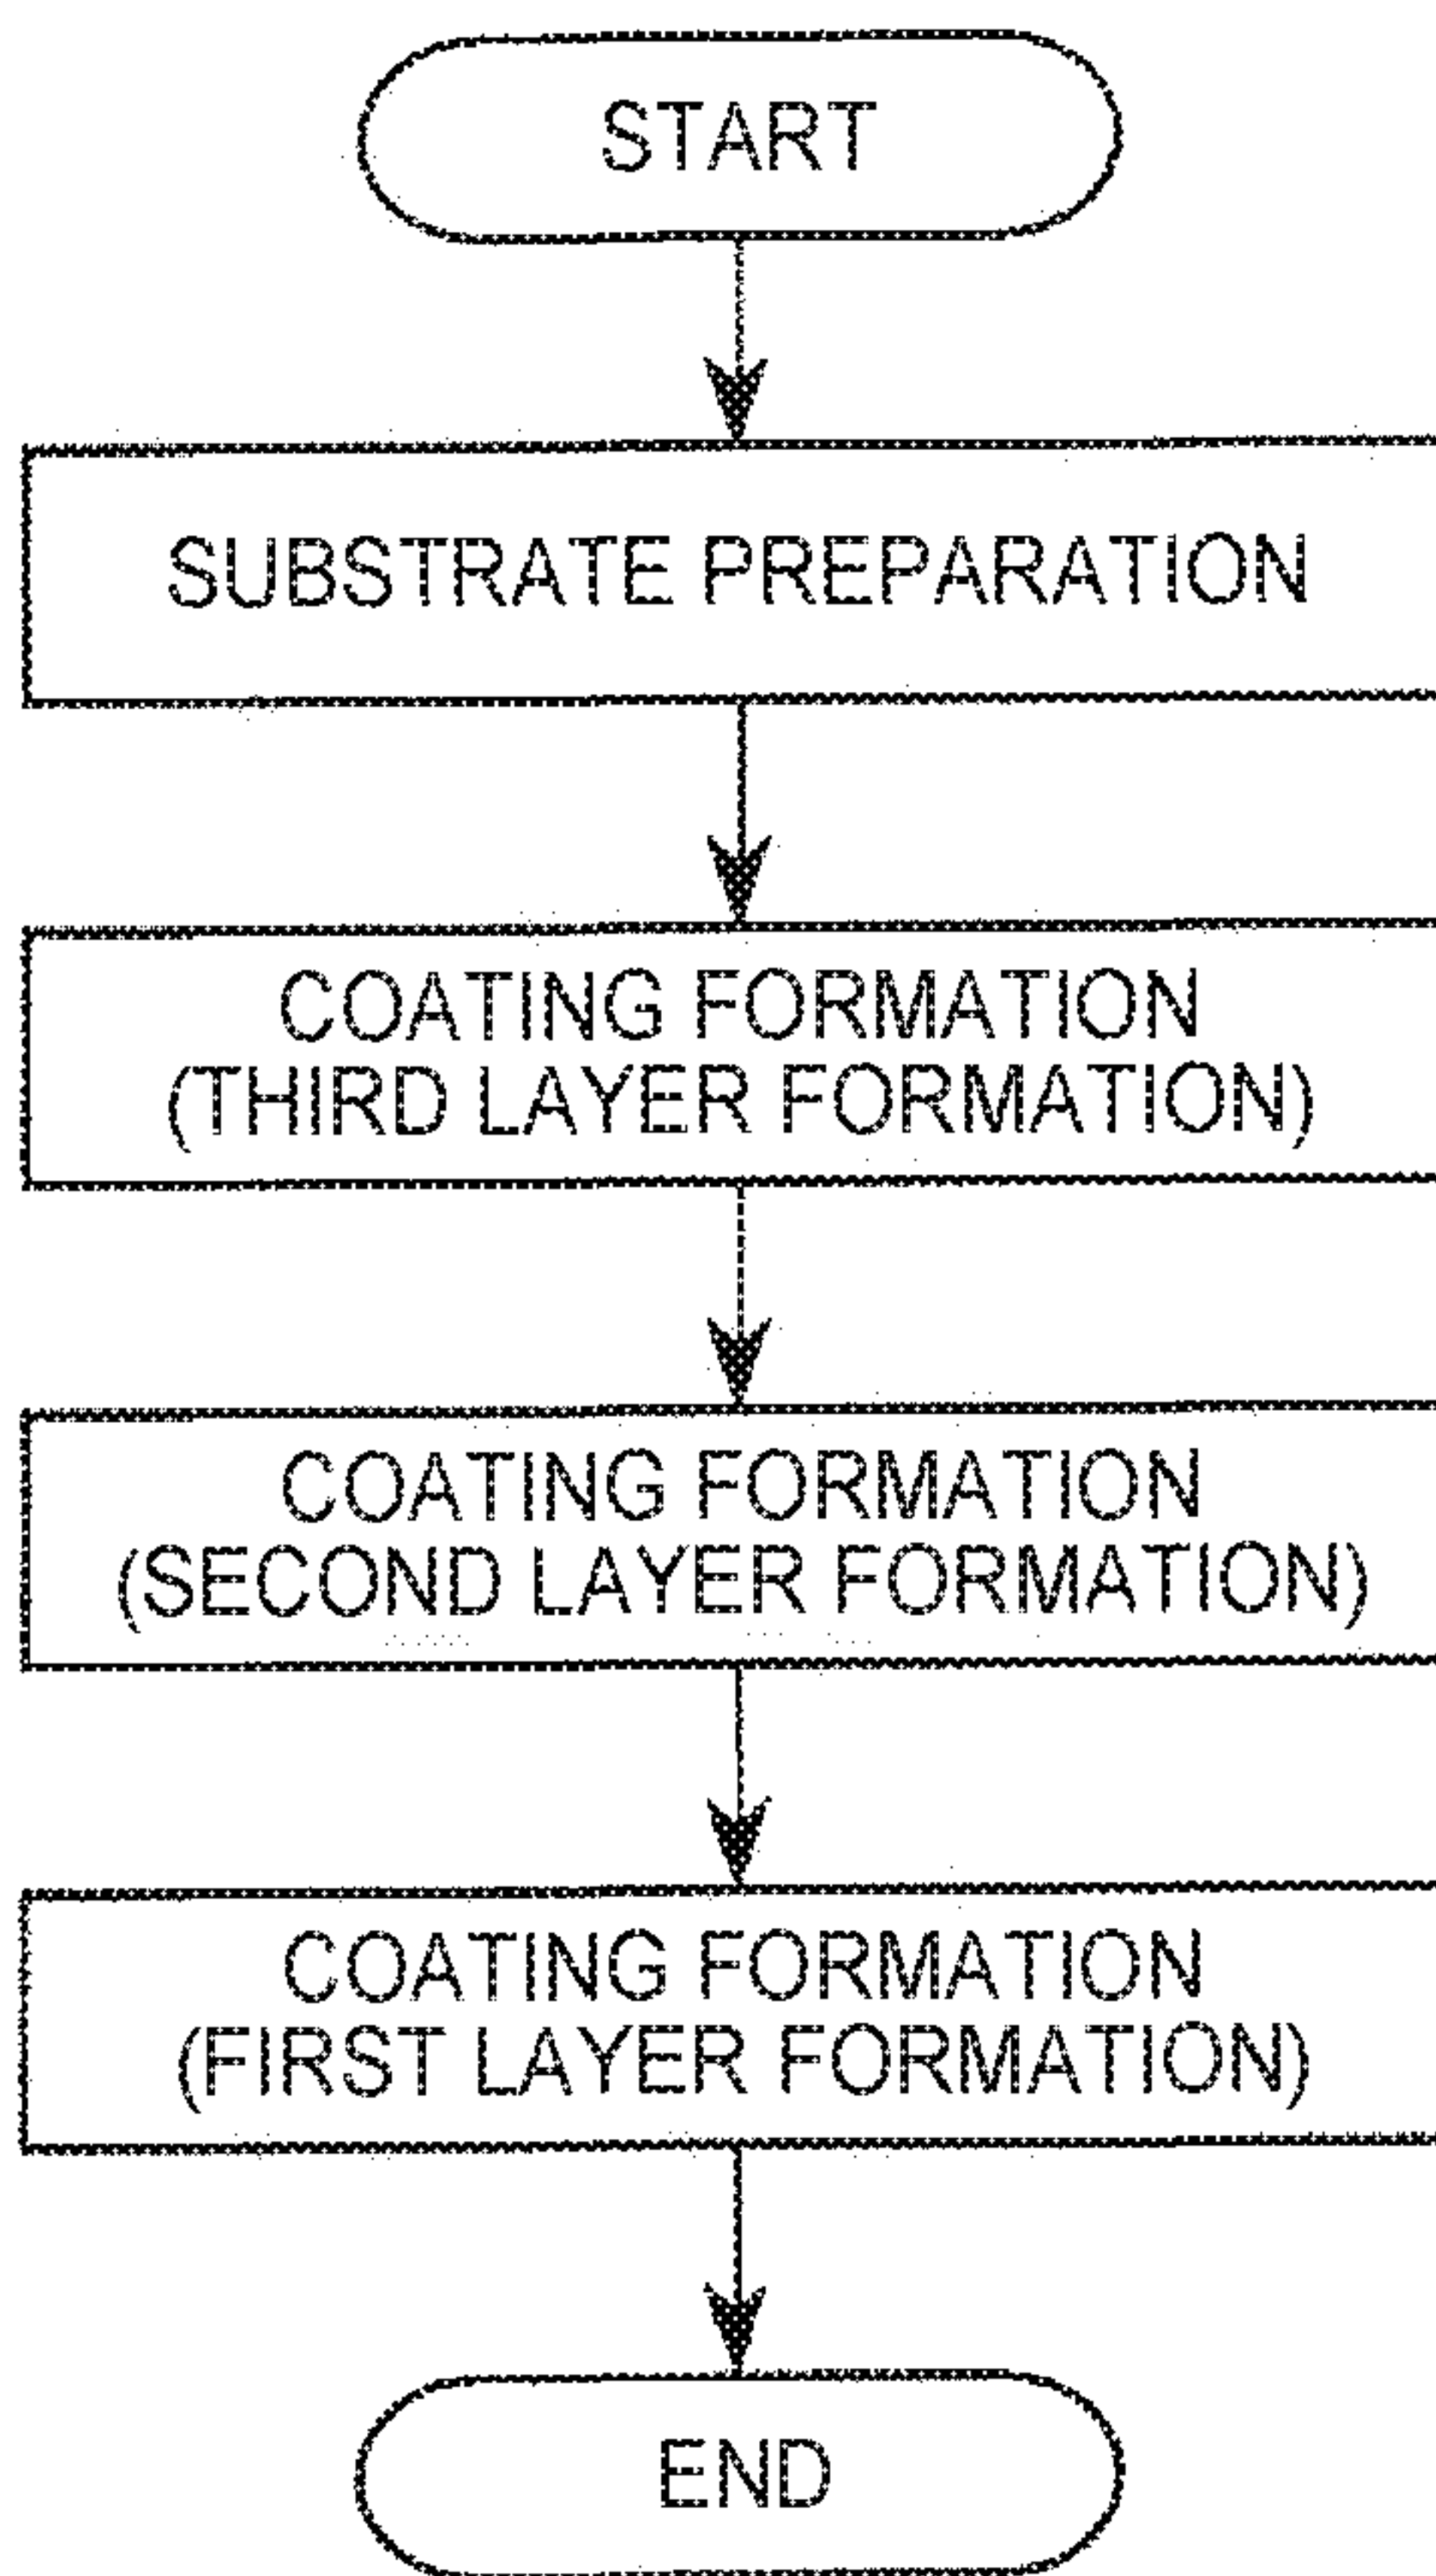 START
SUBSTRATE PREPARATION
COATING FORMATION
(THIRD LAYER FORMATION)
COATING FORMATION
(SECOND LAYER FORMATION)
COATING FORMATION
(FIRST LAYER FORMATION)
END